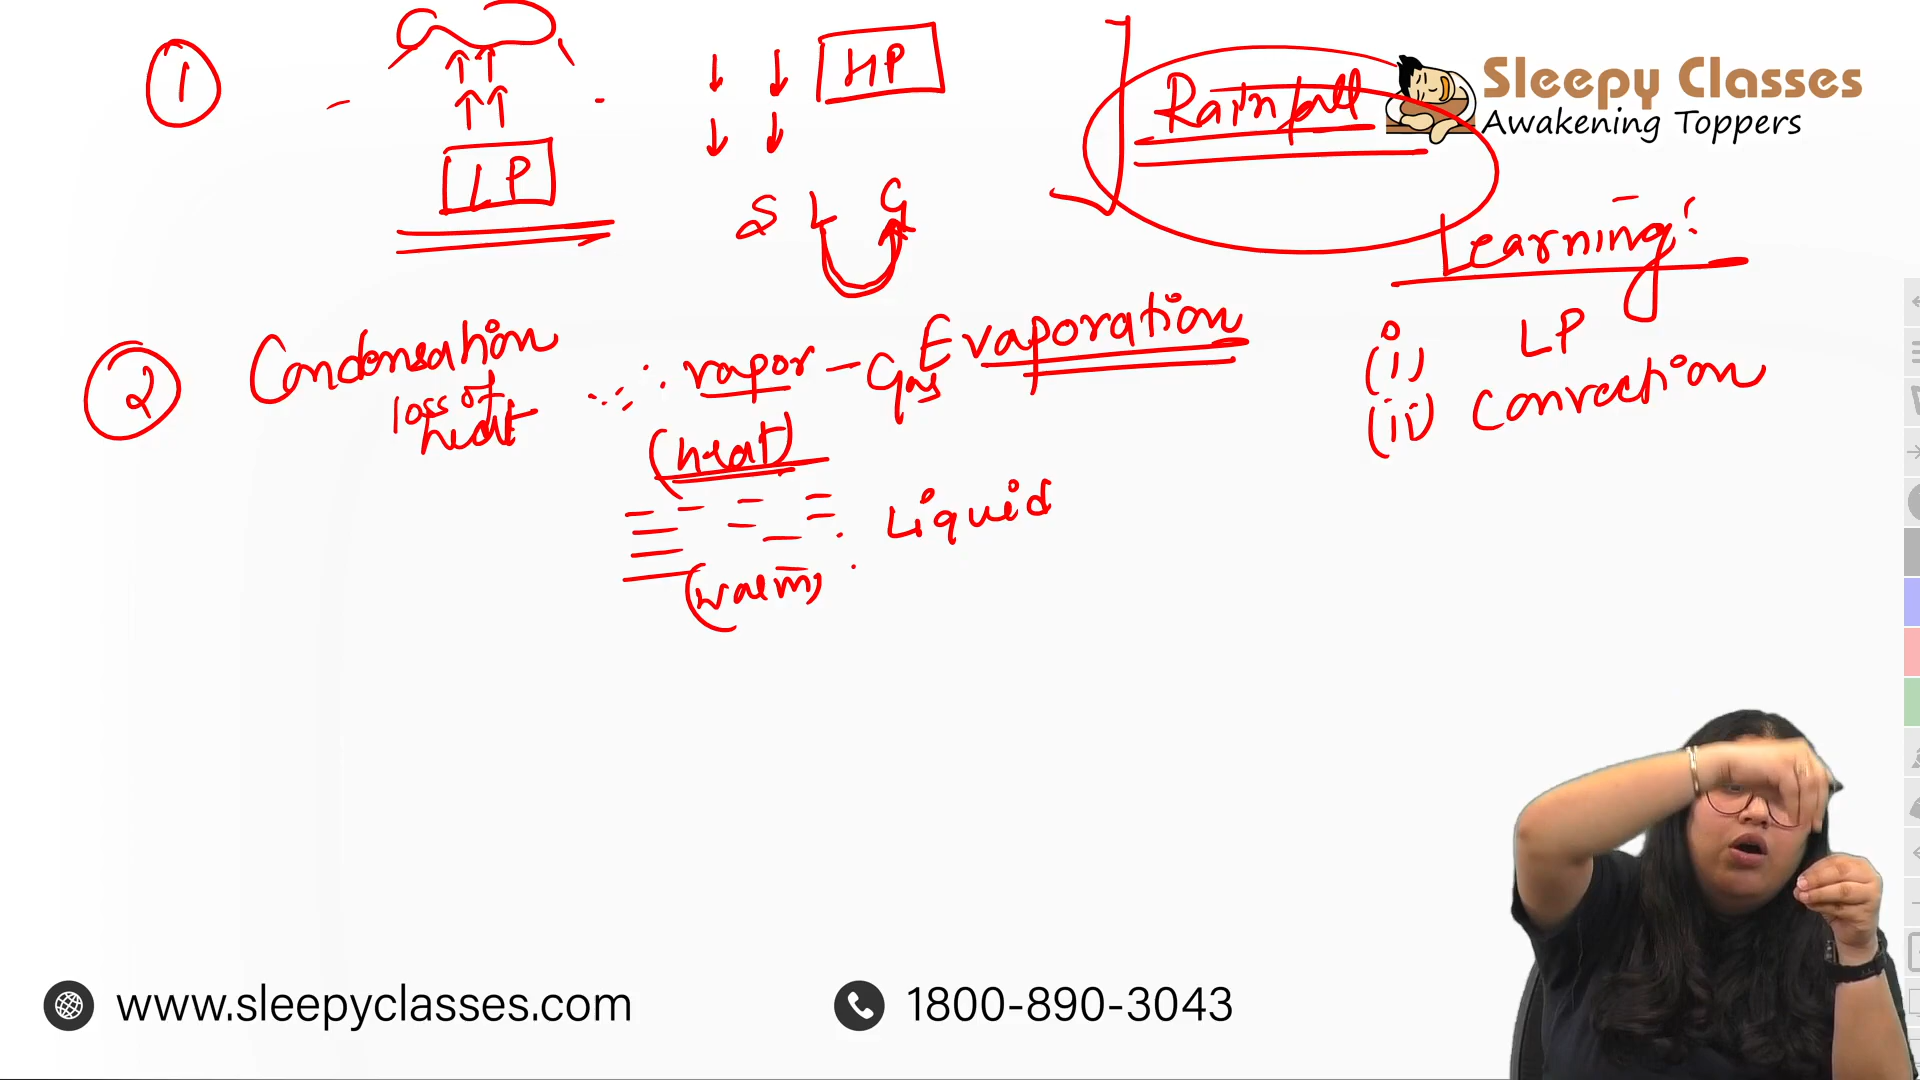 1
LP
HP
S L G
Rainfall
Sleepy Classes
Awakening Toppers
Learning:
(i) LP
(ii) Convection
2
Condensation
loss of
heat
vapor - Gas
Evaporation
(heat)
Liquid
(warm)
www.sleepyclasses.com
1800-890-3043